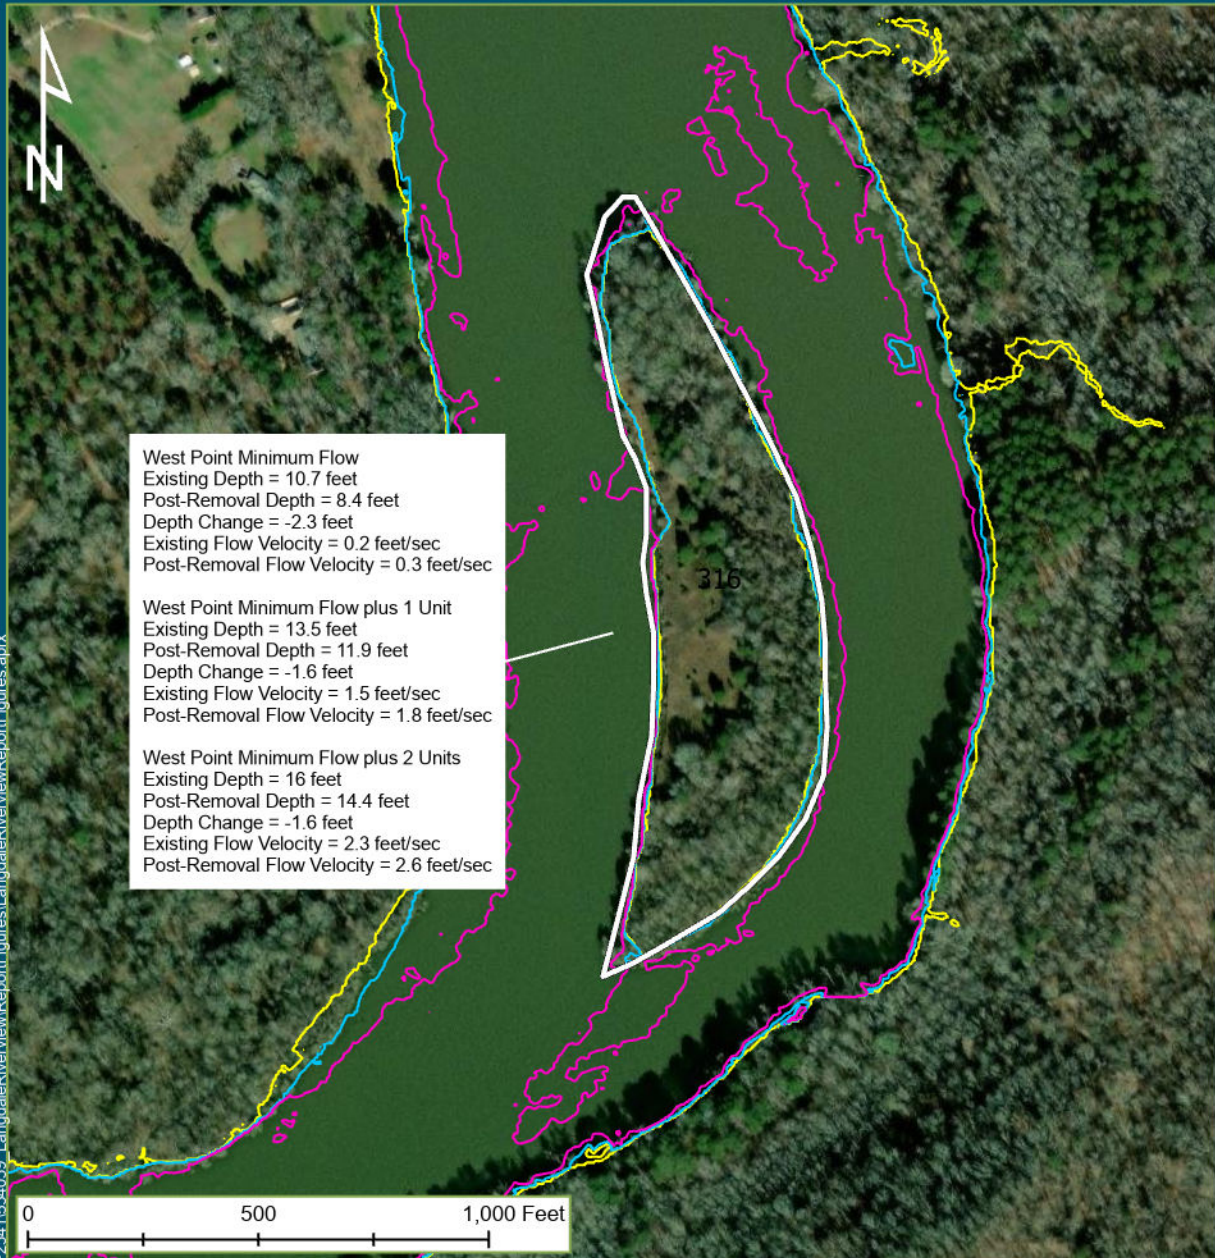 N
West Point Minimum Flow
Existing Depth = 10.7 feet
Post-Removal Depth = 8.4 feet
Depth Change = -2.3 feet
Existing Flow Velocity = 0.2 feet/sec
Post-Removal Flow Velocity = 0.3 feet/sec
West Point Minimum Flow plus 1 Unit
Existing Depth = 13.5 feet
Post-Removal Depth = 11.9 feet
Depth Change = -1.6 feet
Existing Flow Velocity = 1.5 feet/sec
Post-Removal Flow Velocity = 1.8 feet/sec
West Point Minimum Flow plus 2 Units
Existing Depth = 16 feet
Post-Removal Depth = 14.4 feet
Depth Change = -1.6 feet
Existing Flow Velocity = 2.3 feet/sec
Post-Removal Flow Velocity = 2.6 feet/sec
316
0 500 1,000 Feet